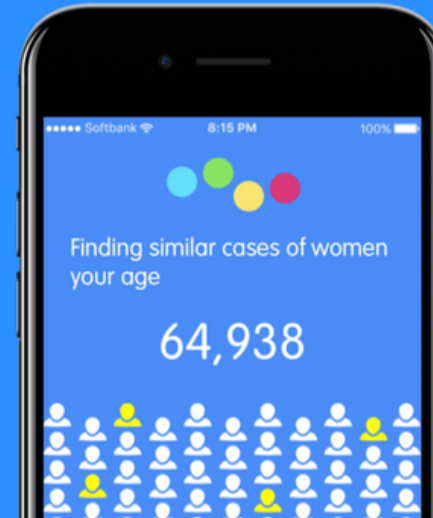 Softbank 8:15 PM 100%
Finding similar cases of women
your age
64,938